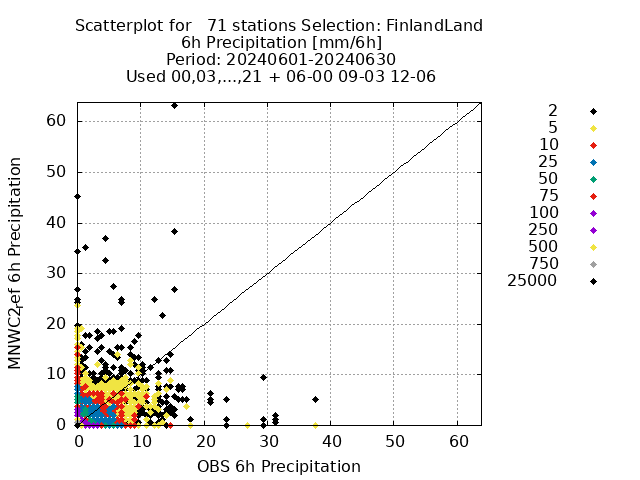 Scatterplot for   71 stations Selection: FinlandLand
6h Precipitation [mm/6h]
Period: 20240601-20240630
Used 00,03,...,21 + 06-00 09-03 12-06
MNWC2ref 6h Precipitation
60
50
40
30
20
10
0
0 10 20 30 40 50 60
OBS 6h Precipitation
2
5
10
25
50
75
100
250
500
750
25000